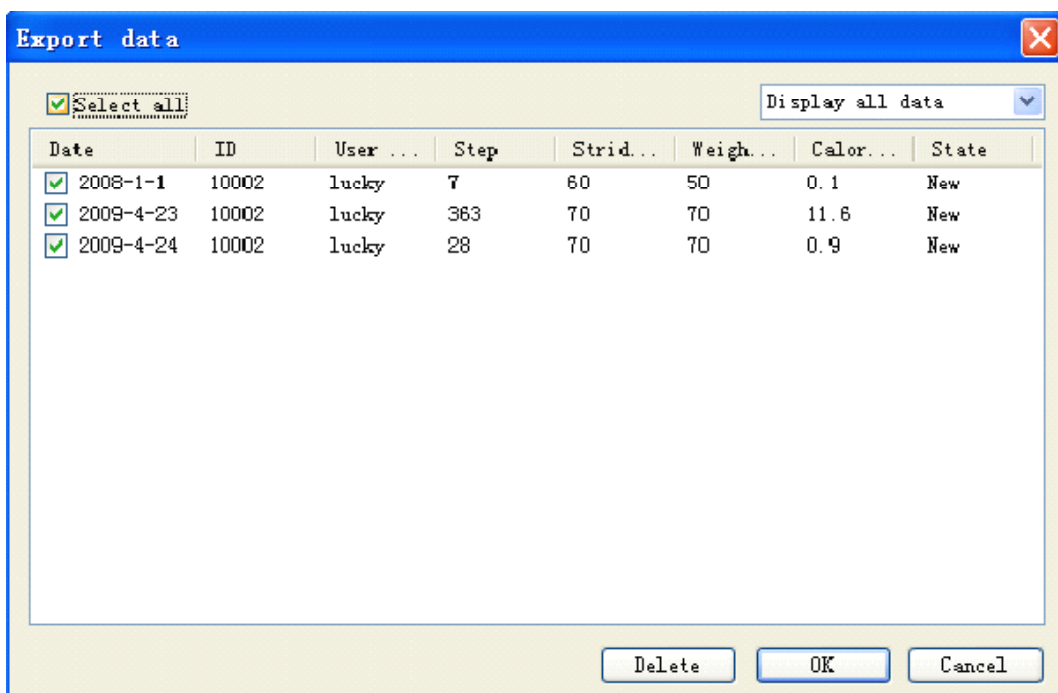 Export data
Select all Display all data
Date ID User ... Step Strid... Weigh... Calor... State
2008-1-1 10002 lucky 7 60 50 0.1 New
2009-4-23 10002 lucky 363 70 70 11.6 New
2009-4-24 10002 lucky 28 70 70 0.9 New
Delete OK Cancel